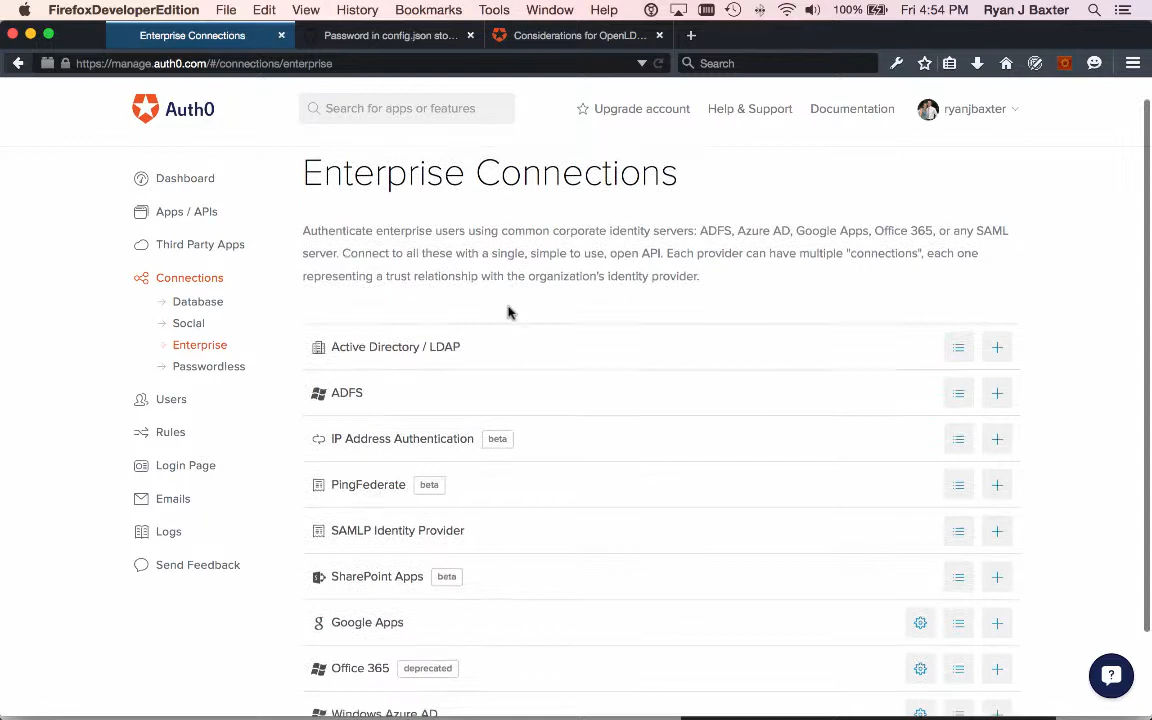 FirefoxDeveloperEdition File Edit View History Bookmarks Tools Window Help 100% Fri 4:54 PM Ryan J Baxter
Enterprise Connections
Password in config.json sto...
Considerations for OpenLD...
https://manage.auth0.com/#/connections/enterprise
Search
Auth0
Search for apps or features
Upgrade account
Help & Support
Documentation
ryanjbaxter
Dashboard
Apps / APIs
Third Party Apps
Connections
Database
Social
Enterprise
Passwordless
Users
Rules
Login Page
Emails
Logs
Send Feedback
Enterprise Connections
Authenticate enterprise users using common corporate identity servers: ADFS, Azure AD, Google Apps, Office 365, or any SAML
server. Connect to all these with a single, simple to use, open API. Each provider can have multiple "connections", each one
representing a trust relationship with the organization's identity provider.
Active Directory / LDAP
ADFS
IP Address Authentication beta
PingFederate beta
SAMLP Identity Provider
SharePoint Apps beta
Google Apps
Office 365 deprecated
Windows Azure AD